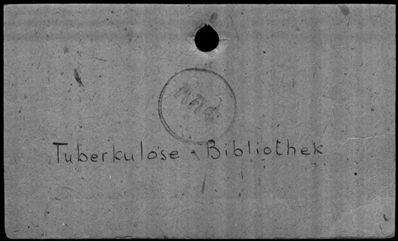 Tuberkulose - Bibliothek